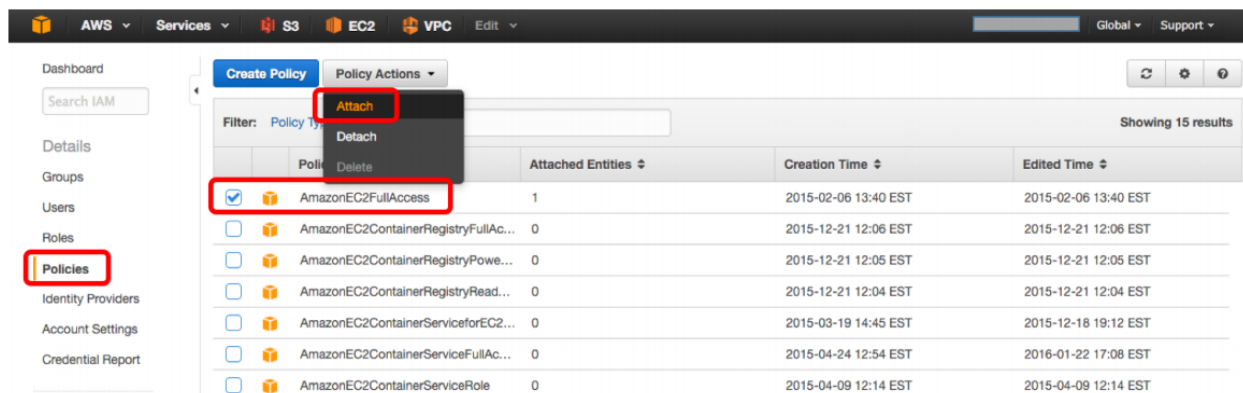 AWS Services S3 EC2 VPC Edit Global Support
Dashboard
Search IAM
Details
Groups
Users
Roles
Policies
Identity Providers
Account Settings
Credential Report
Create Policy Policy Actions
Attach
Detach
Delete
Filter: Policy Showing 15 results
Attached Entities Creation Time Edited Time
AmazonEC2FullAccess 1 2015-02-06 13:40 EST 2015-02-06 13:40 EST
AmazonEC2ContainerRegistryFullAc... 0 2015-12-21 12:06 EST 2015-12-21 12:06 EST
AmazonEC2ContainerRegistryPowe... 0 2015-12-21 12:05 EST 2015-12-21 12:05 EST
AmazonEC2ContainerRegistryRead... 0 2015-12-21 12:04 EST 2015-12-21 12:04 EST
AmazonEC2ContainerServiceforEC2... 0 2015-03-19 14:45 EST 2015-12-18 19:12 EST
AmazonEC2ContainerServiceFullAc... 0 2015-04-24 12:54 EST 2016-01-22 17:08 EST
AmazonEC2ContainerServiceRole 0 2015-04-09 12:14 EST 2015-04-09 12:14 EST